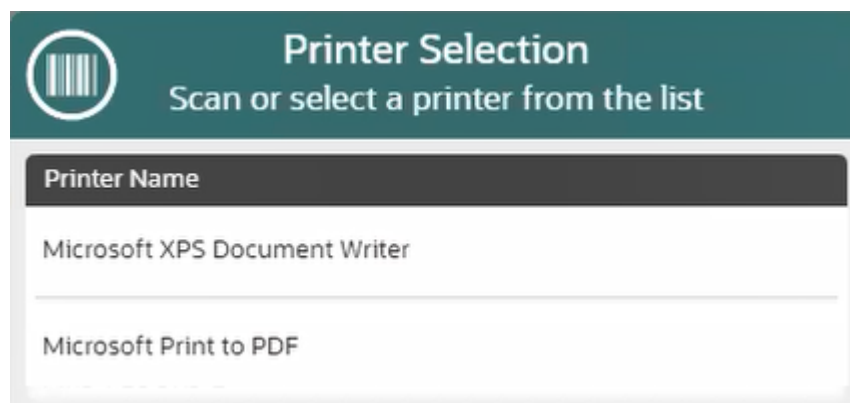 Printer Selection
Scan or select a printer from the list
Printer Name
Microsoft XPS Document Writer
Microsoft Print to PDF